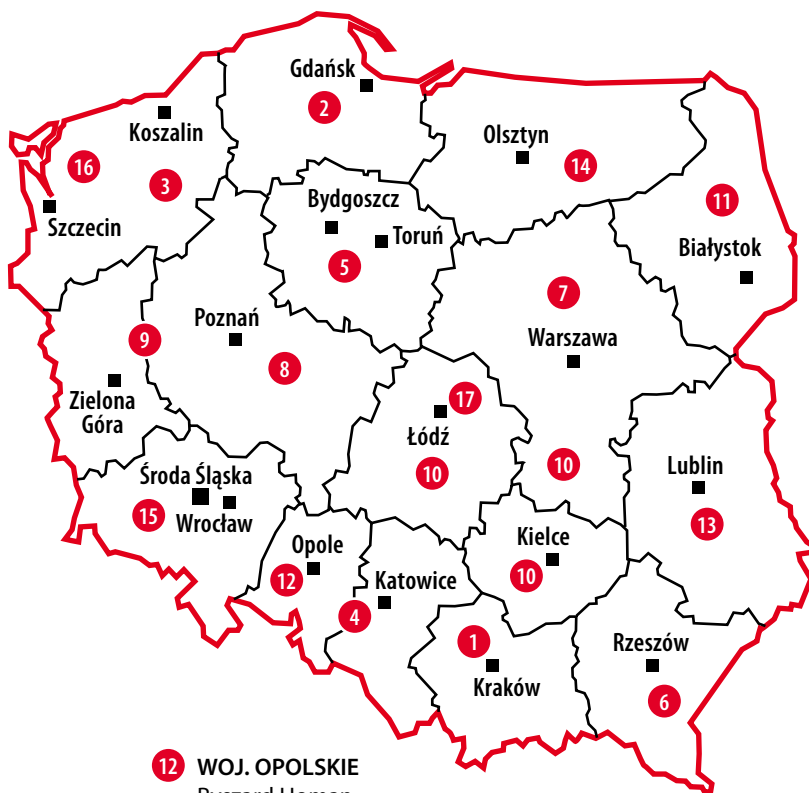 Gdańsk
2
Koszalin
Olsztyn
16
14
3
Bydgoszcz
11
Szczecin
Toruń
5
Białystok
7
Poznań
9
Warszawa
8
Zielona
Góra
17
Łódź
10
10
Środa Śląska
Lublin
15
Wrocław
13
Opole
Kielce
12
Katowice
10
4
1
Rzeszów
Kraków
6
12 WOJ. OPOLSKIE